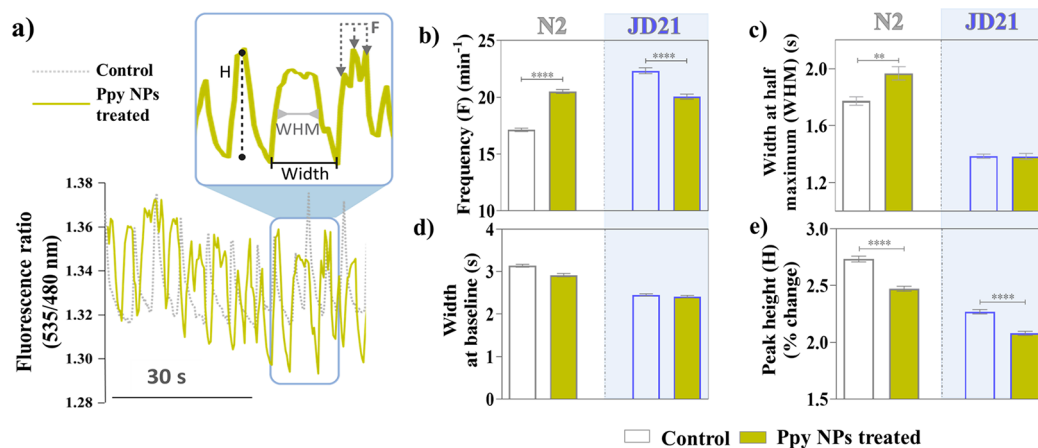 a)
Control
Ppy NPs
treated
H
F
WHM
Width
1.38
1.36
1.34
1.32
1.30
1.28
Fluorescence ratio
(535/480 nm)
30 s
N2
JD21
b)
Frequency (F) (min⁻¹)
25
20
15
10
****
****
N2
JD21
c)
Width at half
maximum (WHM) (s)
2.0
1.6
1.2
**
d)
Width
at baseline (s)
4
3
2
1
0
e)
Peak height (H)
(% change)
3.0
2.5
2.0
1.5
****
****
Control
Ppy NPs treated